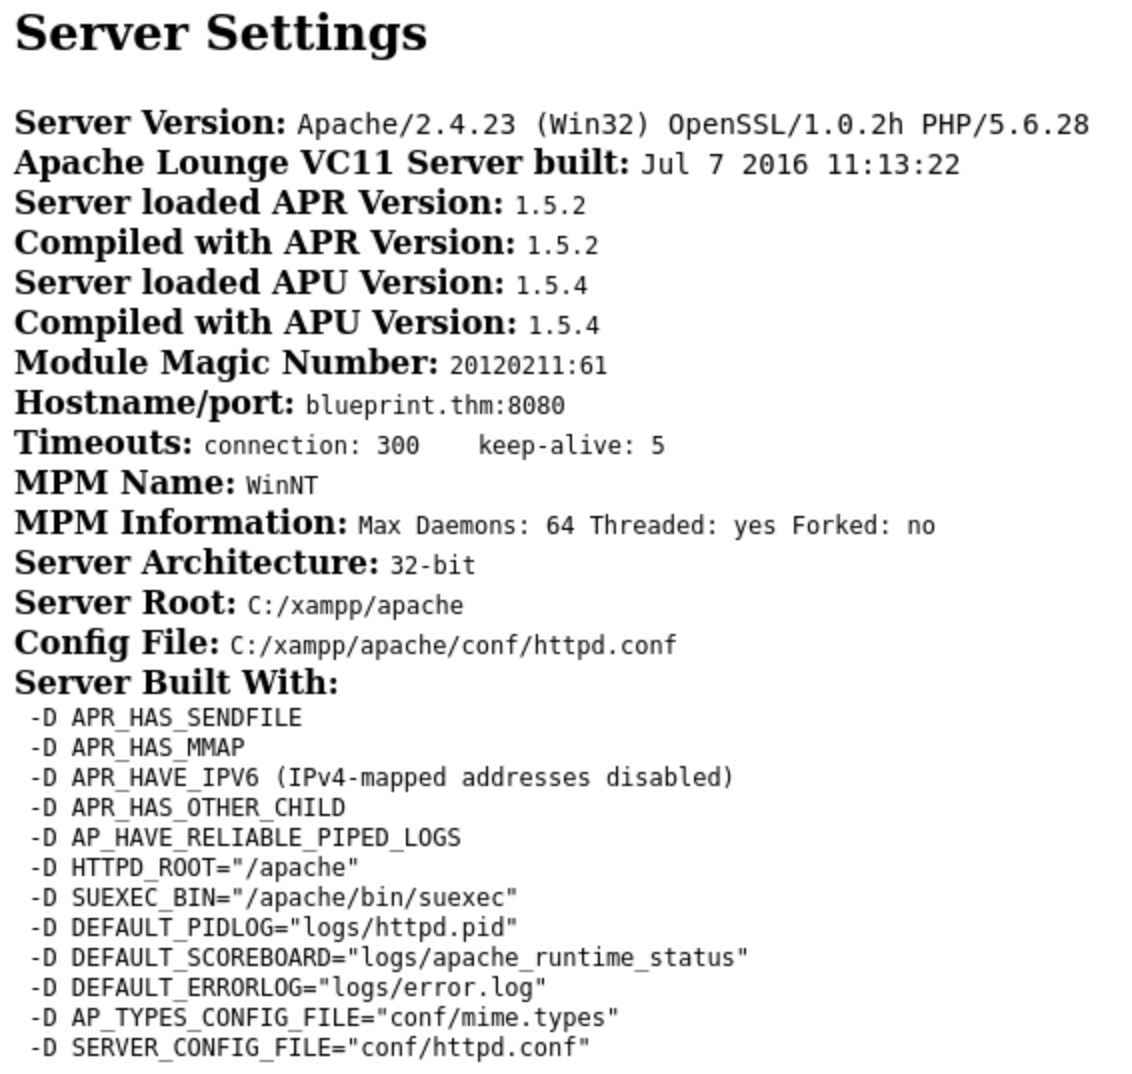 Server Settings
Server Version: Apache/2.4.23 (Win32) OpenSSL/1.0.2h PHP/5.6.28
Apache Lounge VC11 Server built: Jul 7 2016 11:13:22
Server loaded APR Version: 1.5.2
Compiled with APR Version: 1.5.2
Server loaded APU Version: 1.5.4
Compiled with APU Version: 1.5.4
Module Magic Number: 20120211:61
Hostname/port: blueprint.thm:8080
Timeouts: connection: 300    keep-alive: 5
MPM Name: WinNT
MPM Information: Max Daemons: 64 Threaded: yes Forked: no
Server Architecture: 32-bit
Server Root: C:/xampp/apache
Config File: C:/xampp/apache/conf/httpd.conf
Server Built With:
-D APR_HAS_SENDFILE
-D APR_HAS_MMAP
-D APR_HAVE_IPV6 (IPv4-mapped addresses disabled)
-D APR_HAS_OTHER_CHILD
-D AP_HAVE_RELIABLE_PIPED_LOGS
-D HTTPD_ROOT="/apache"
-D SUEXEC_BIN="/apache/bin/suexec"
-D DEFAULT_PIDLOG="logs/httpd.pid"
-D DEFAULT_SCOREBOARD="logs/apache_runtime_status"
-D DEFAULT_ERRORLOG="logs/error.log"
-D AP_TYPES_CONFIG_FILE="conf/mime.types"
-D SERVER_CONFIG_FILE="conf/httpd.conf"